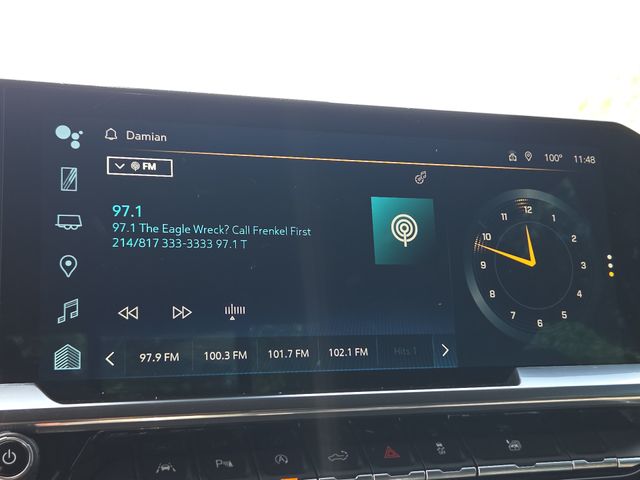 Damian
100° 11:48
FM
97.1
97.1 The Eagle Wreck? Call Frenkel First
214/817 333-3333 97.1 T
12
1
2
3
4
5
6
7
8
9
10
11
97.9 FM 100.3 FM 101.7 FM 102.1 FM Hits 1